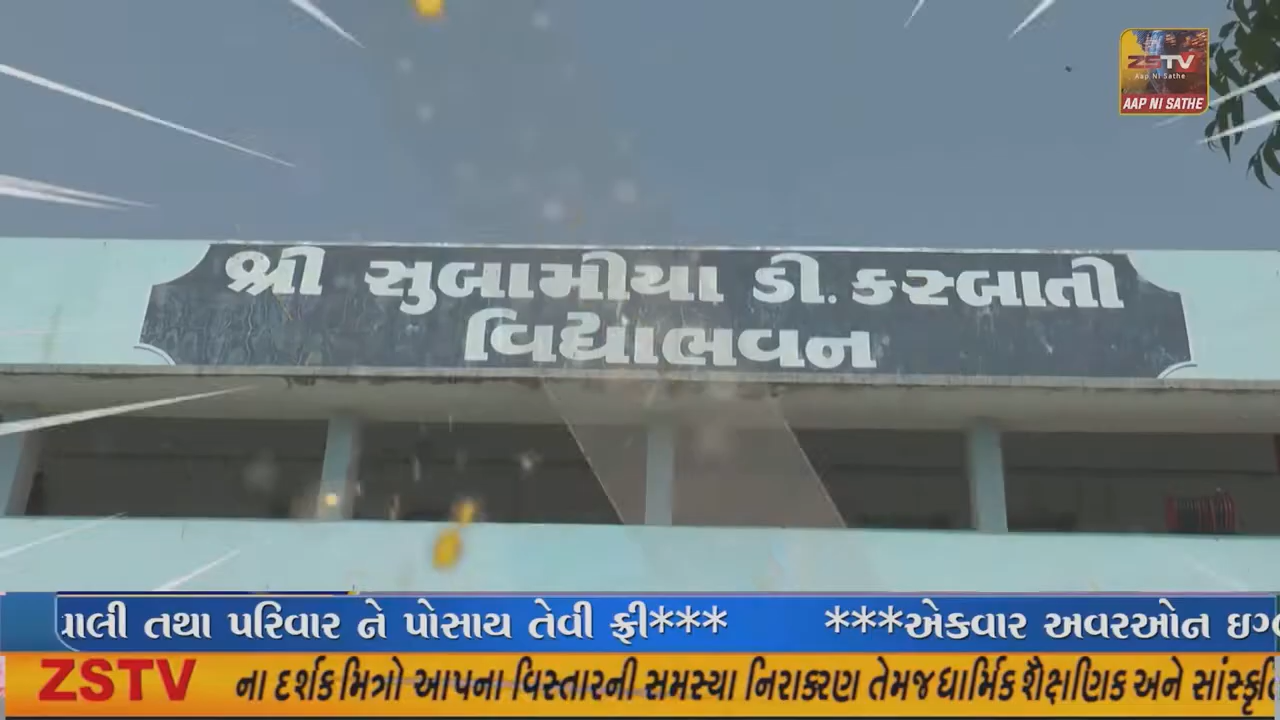 ZSTV
Aap Ni Sathe
AAP NI SATHE
શ્રી સુબામીયા ડી. કરબાતી
વિદ્યાભવન
તથા પરિવાર ને પોસાય તેવી ફ્રી*** ***એકવાર અવરઓન
ZSTV ના દર્શક મિત્રો આપના વિસ્તારની સમસ્યા નિરાકરણ તેમજ ધાર્મિક શૈક્ષણિક અને